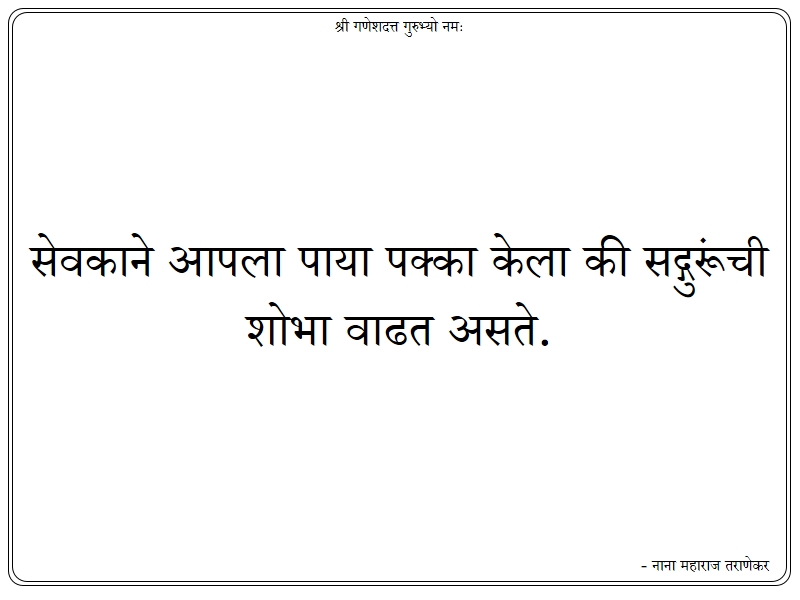 श्री गणेशदत्त गुरुभ्यो नमः
सेवकाने आपला पाया पक्का केला की सद्गुरूंची
शोभा वाढत असते.
- नाना महाराज तराणेकर